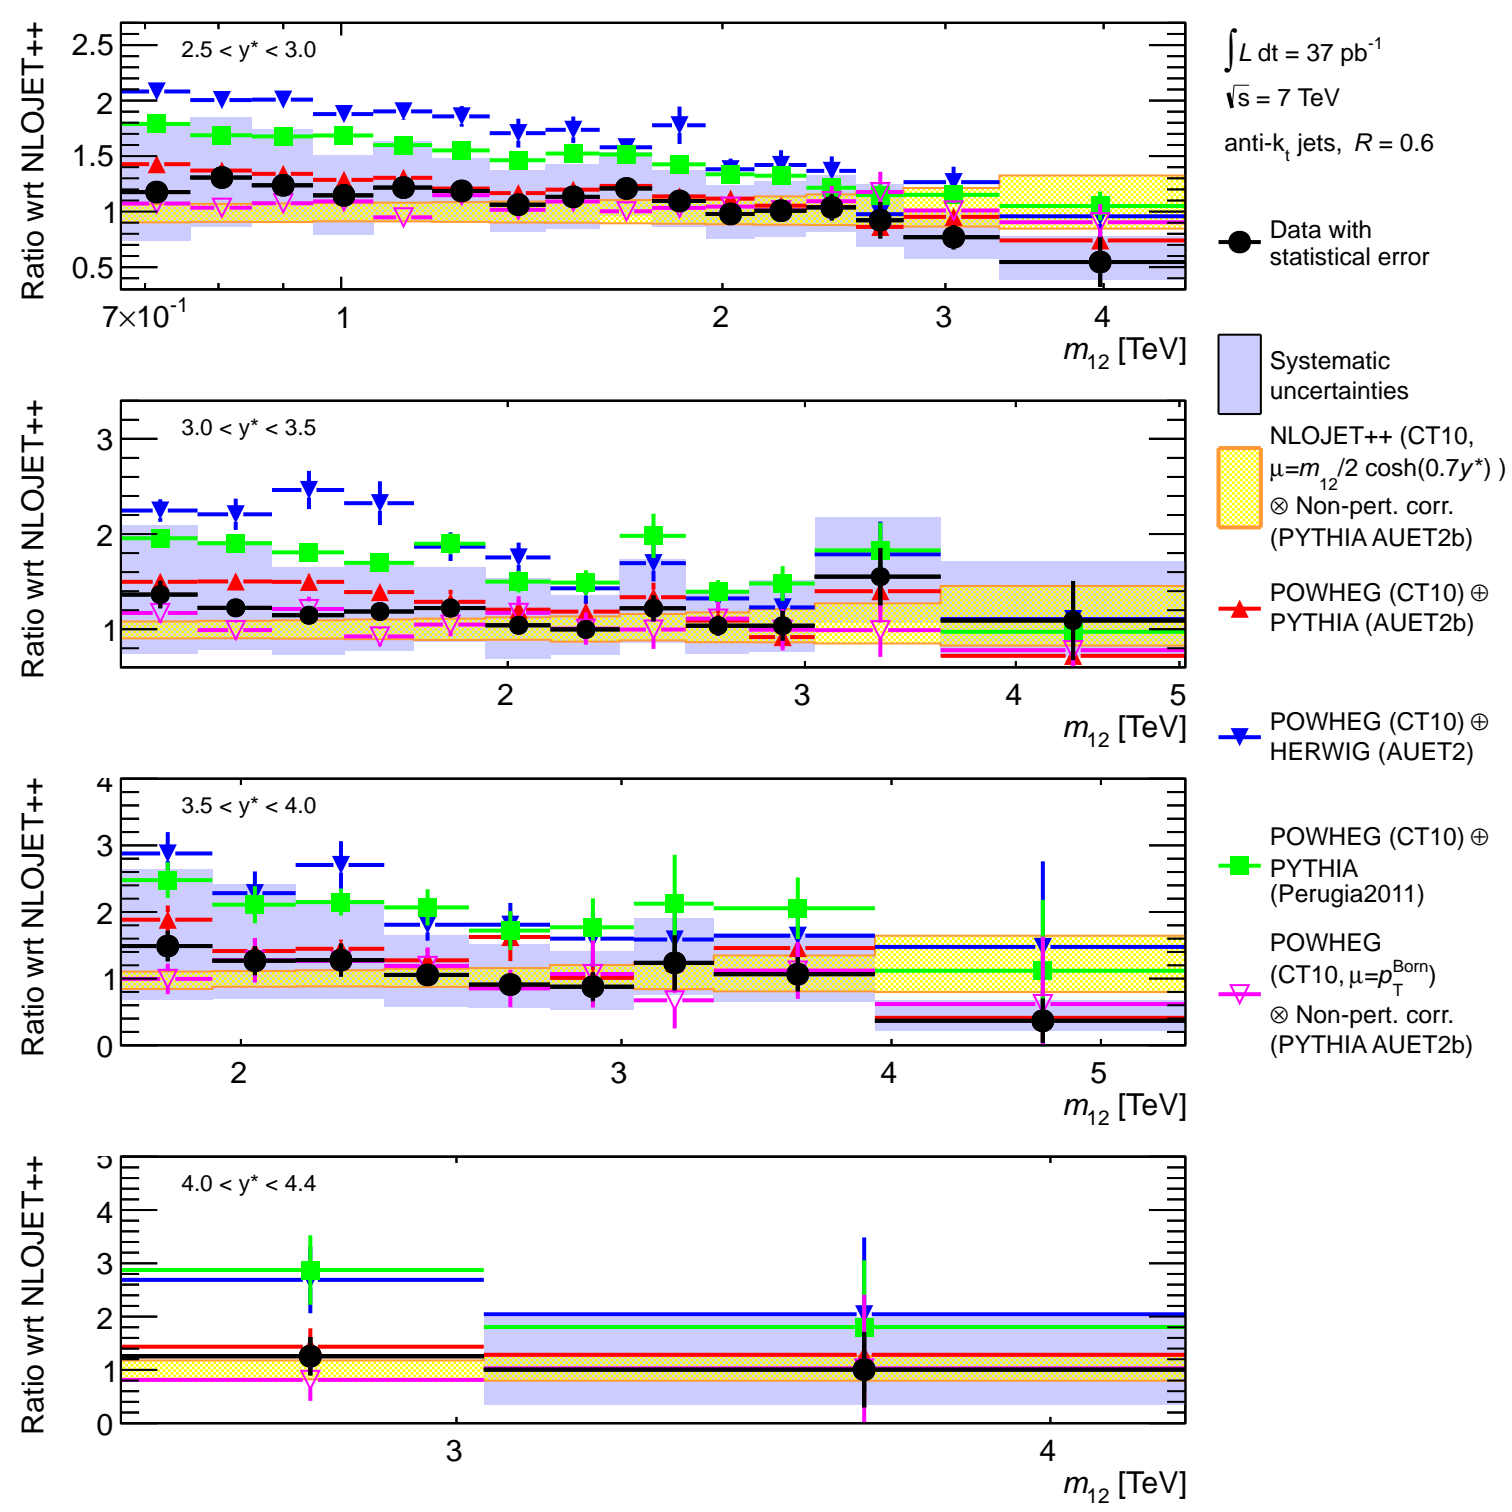 Ratio wrt NLOJET++
2.5 < y* < 3.0
2.5
2
1.5
1
0.5
7×10⁻¹
1
2
3
4
m₁₂ [TeV]
Ratio wrt NLOJET++
3.0 < y* < 3.5
3
2
1
2
3
4
5
m₁₂ [TeV]
Ratio wrt NLOJET++
3.5 < y* < 4.0
4
3
2
1
0
2
3
4
5
m₁₂ [TeV]
Ratio wrt NLOJET++
4.0 < y* < 4.4
5
4
3
2
1
0
3
4
m₁₂ [TeV]
∫L dt = 37 pb⁻¹
√s = 7 TeV
anti-kₜ jets, R = 0.6
Data with
statistical error
Systematic
uncertainties
NLOJET++ (CT10,
μ=m₁₂/2 cosh(0.7y*) )
⊗ Non-pert. corr.
(PYTHIA AUET2b)
POWHEG (CT10) ⊕
PYTHIA (AUET2b)
POWHEG (CT10) ⊕
HERWIG (AUET2)
POWHEG (CT10) ⊕
PYTHIA
(Perugia2011)
POWHEG
(CT10, μ=p_T^Born)
⊗ Non-pert. corr.
(PYTHIA AUET2b)